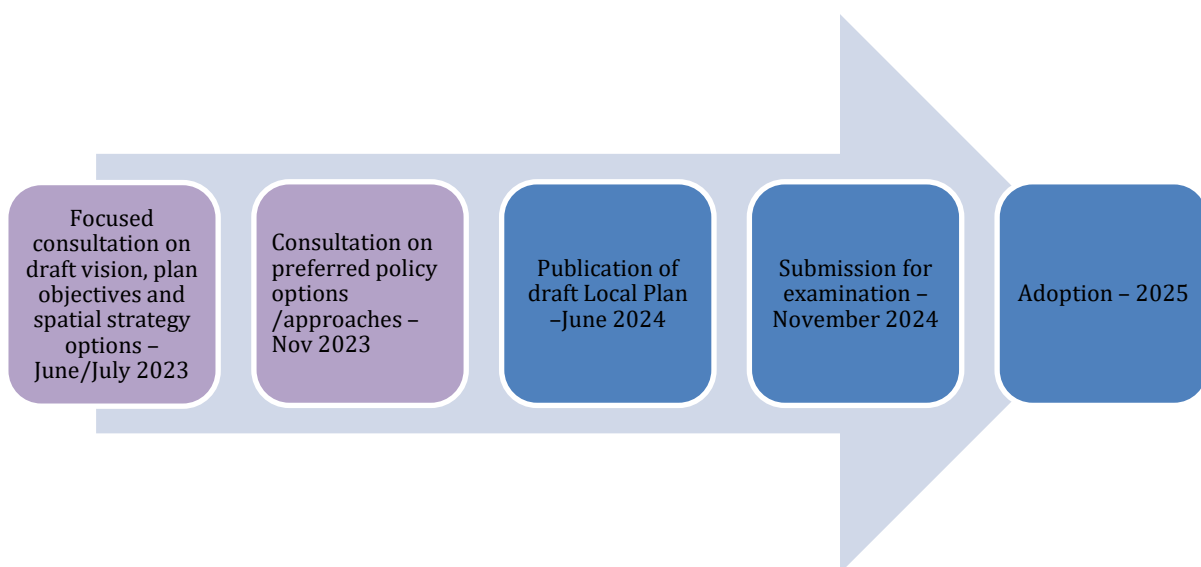 Focused
consultation on
draft vision, plan
objectives and
spatial strategy
options –
June/July 2023
Consultation on
preferred policy
options
/approaches –
Nov 2023
Publication of
draft Local Plan
–June 2024
Submission for
examination –
November 2024
Adoption – 2025